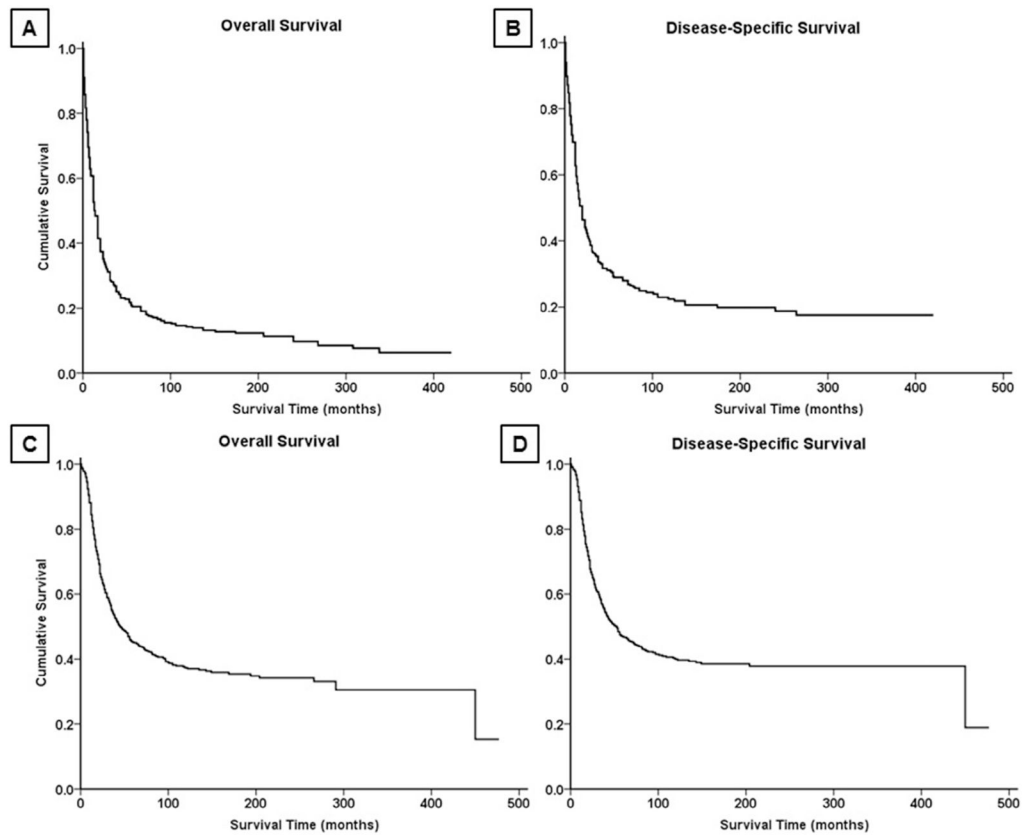 A
Overall Survival
Cumulative Survival
1.0
0.8
0.6
0.4
0.2
0.0
0 100 200 300 400 500
Survival Time (months)
B
Disease-Specific Survival
1.0
0.8
0.6
0.4
0.2
0.0
0 100 200 300 400 500
Survival Time (months)
C
Overall Survival
Cumulative Survival
1.0
0.8
0.6
0.4
0.2
0.0
0 100 200 300 400 500
Survival Time (months)
D
Disease-Specific Survival
1.0
0.8
0.6
0.4
0.2
0.0
0 100 200 300 400 500
Survival Time (months)